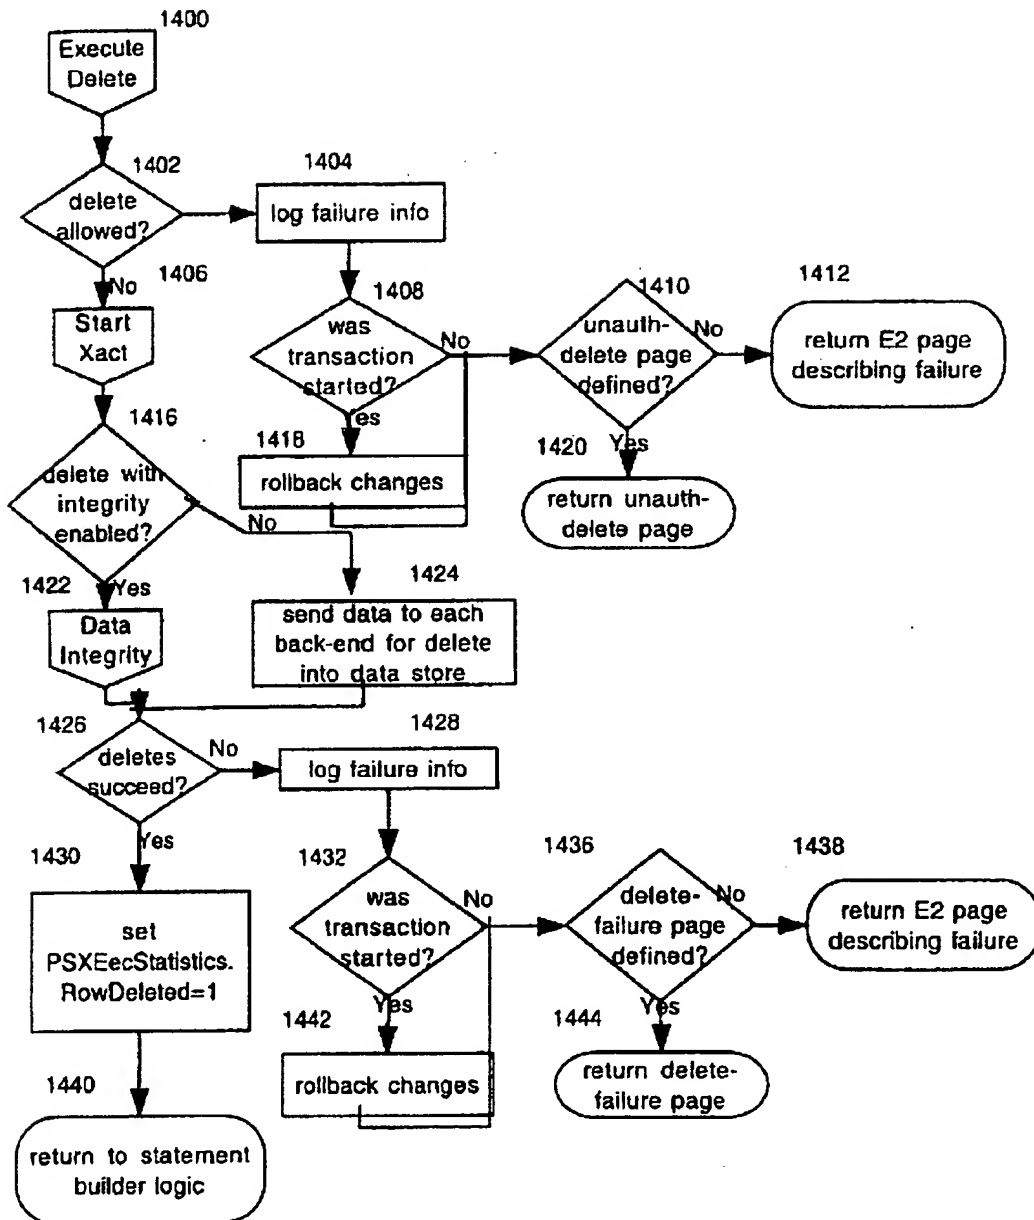 1400
Execute
Delete
1402
delete
allowed?
1404
log failure info
No
1406
Start
Xact
1408
was
transaction
started?
No
Yes
1410
unauth-
delete page
defined?
No
Yes
1412
return E2 page
describing failure
1416
delete with
integrity
enabled?
No
Yes
1418
rollback changes
1420
return unauth-
delete page
1422
Data
Integrity
1424
send data to each
back-end for delete
into data store
1426
deletes
succeed?
No
Yes
1428
log failure info
1430
set
PSXEecStatistics.
RowDeleted=1
1432
was
transaction
started?
No
Yes
1436
delete-
failure page
defined?
No
Yes
1438
return E2 page
describing failure
1440
return to statement
builder logic
1442
rollback changes
1444
return delete-
failure page